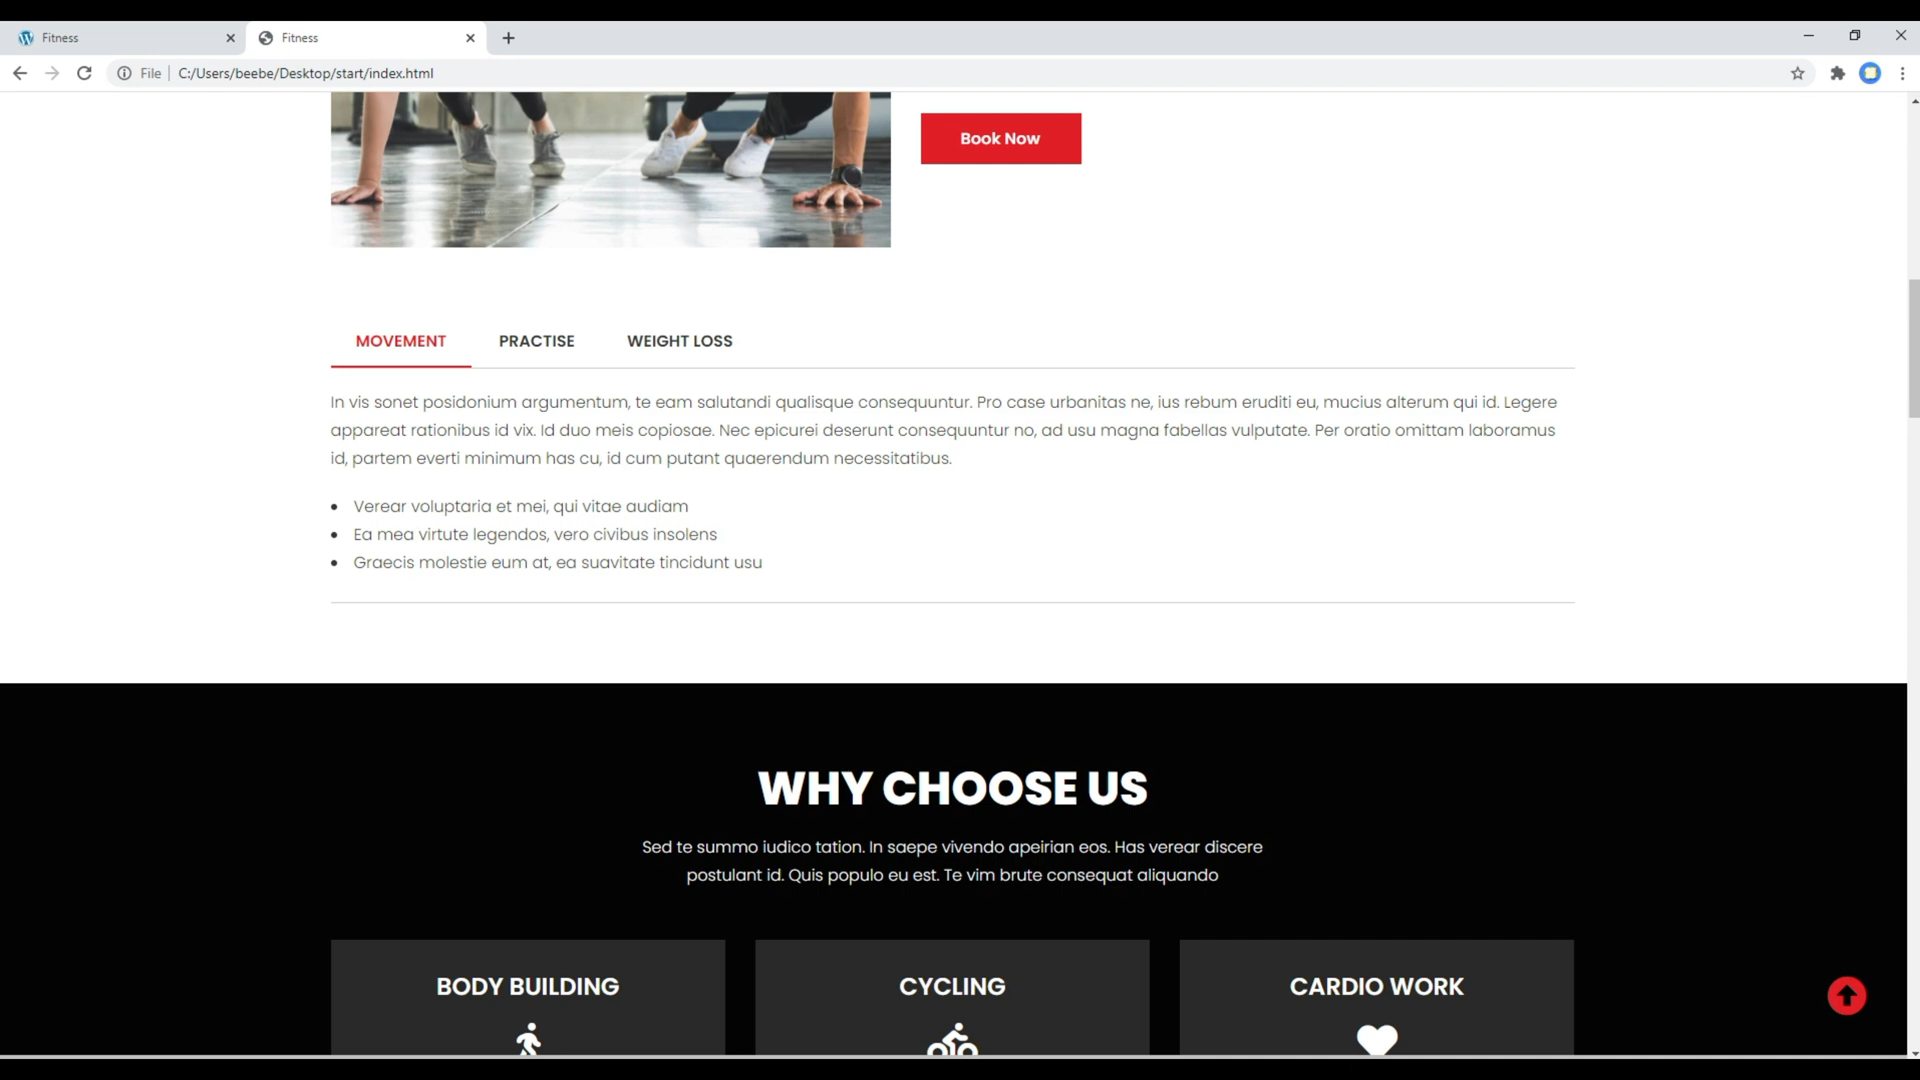 Fitness
Fitness
File
C:/Users/beebe/Desktop/start/index.html
Book Now
MOVEMENT
PRACTISE
WEIGHT LOSS
In vis sonet posidonium argumentum, te eam salutandi qualisque consequuntur. Pro case urbanitas ne, ius rebum eruditi eu, mucius alterum qui id. Legere
appareat rationibus id vix. Id duo meis copiosae. Nec epicurei deserunt consequuntur no, ad usu magna fabellas vulputate. Per oratio omittam laboramus
id, partem everti minimum has cu, id cum putant quaerendum necessitatibus.
Verear voluptaria et mei, qui vitae audiam
Ea mea virtute legendos, vero civibus insolens
Graecis molestie eum at, ea suavitate tincidunt usu
WHY CHOOSE US
Sed te summo iudico tation. In saepe vivendo apeirian eos. Has verear discere
postulant id. Quis populo eu est. Te vim brute consequat aliquando
BODY BUILDING
CYCLING
CARDIO WORK